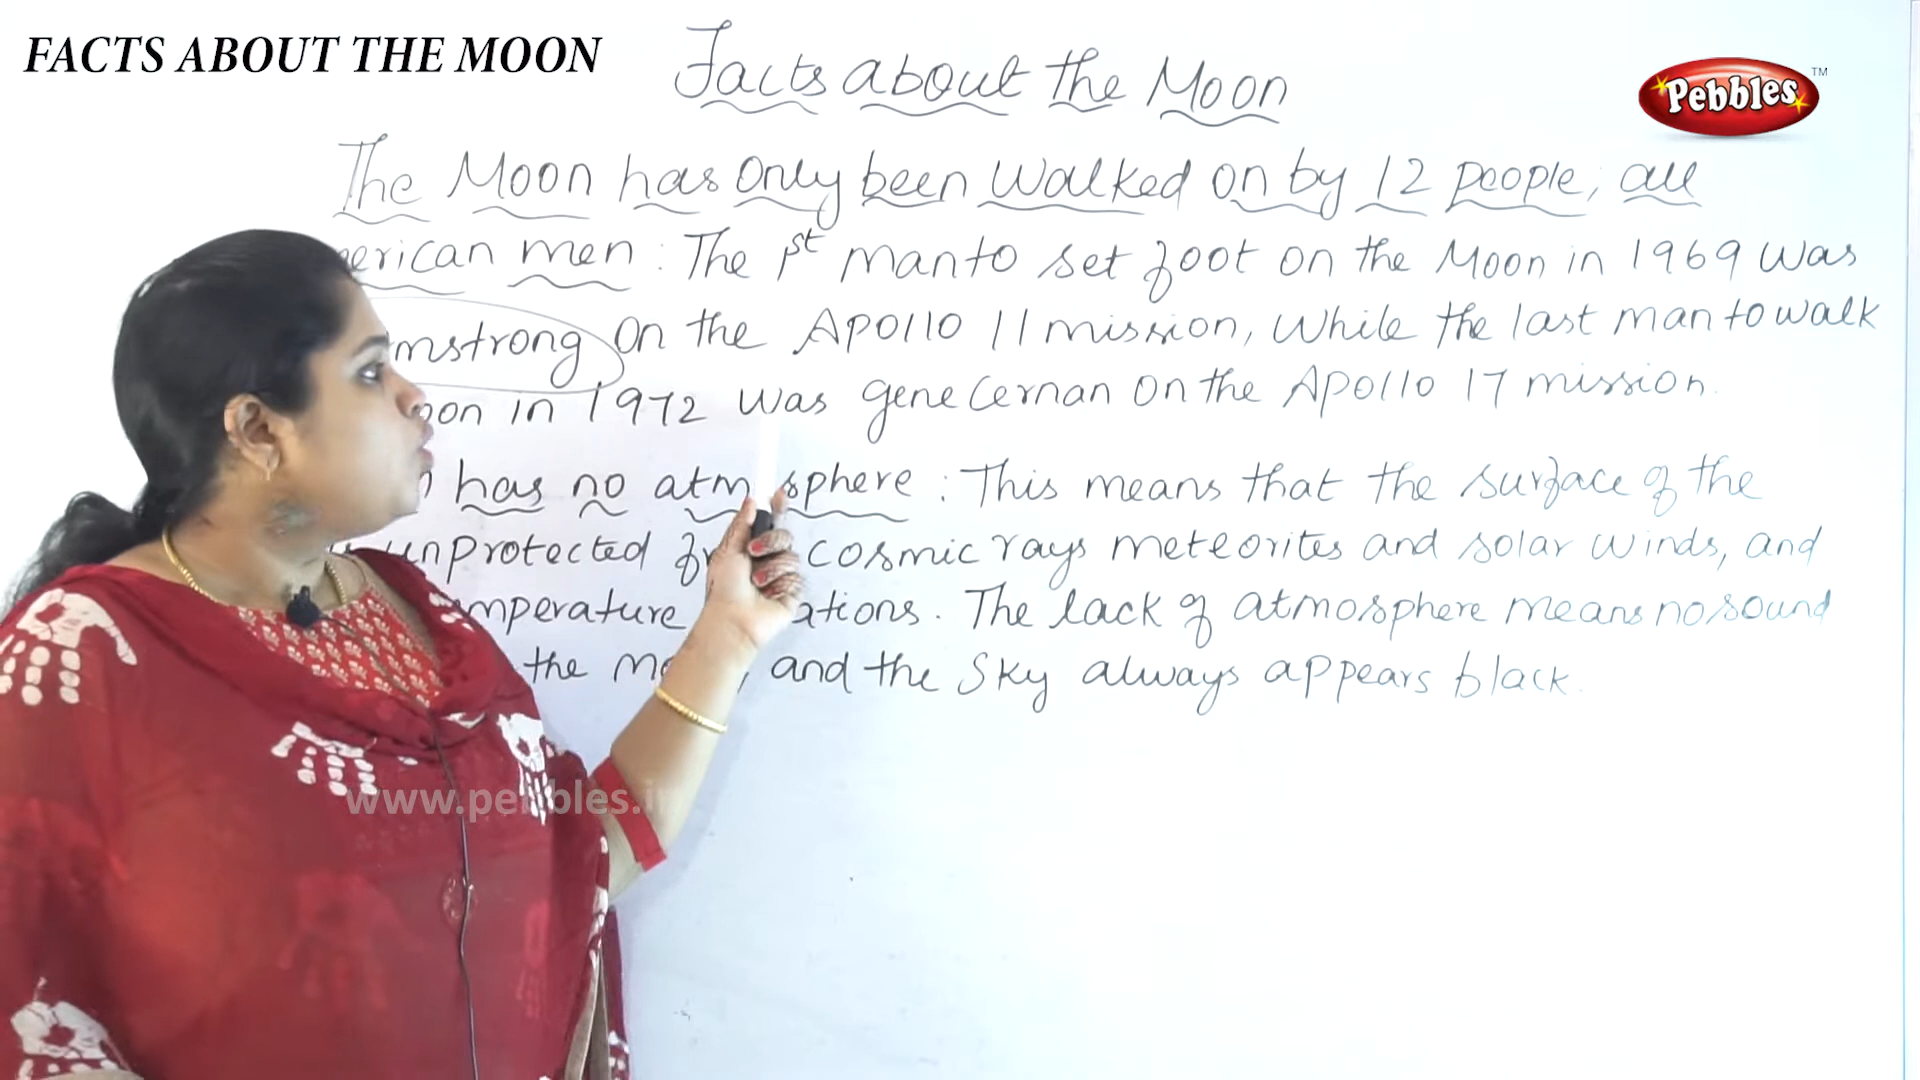 FACTS ABOUT THE MOON
Facts about the Moon
Pebbles™
The Moon has only been walked on by 12 people; all
erican men : The 1st man to set foot on the Moon in 1969 was
mstrong on the Apollo 11 mission, while the last man to walk
oon in 1972 was gene Cernan on the Apollo 17 mission.
has no atm sphere : This means that the surface of the
unprotected cosmic rays meteorites and solar winds, and
mperature ations. The lack of atmosphere means no sound
the and the sky always appears black.
www.pebbles.i